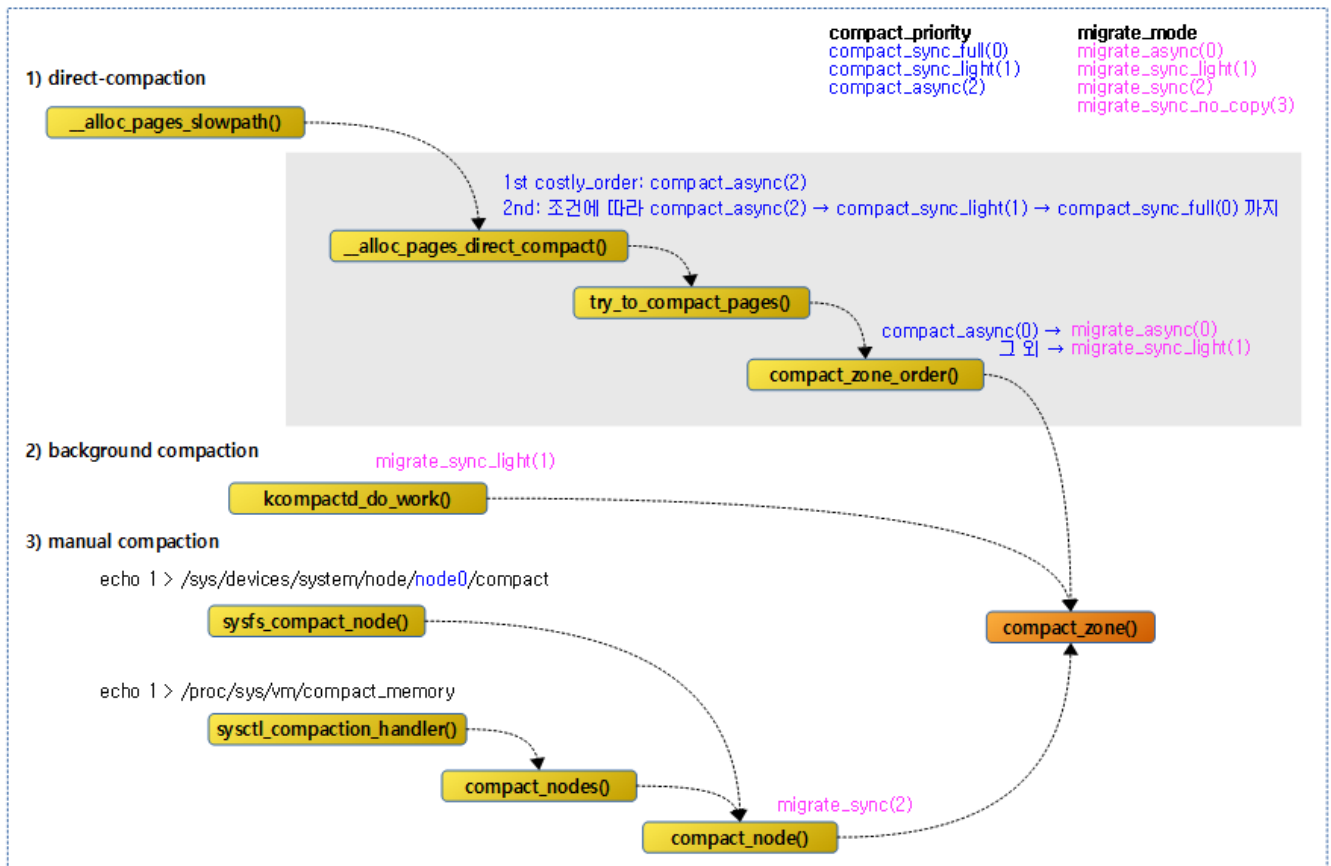 compact_priority
compact_sync_full(0)
compact_sync_light(1)
compact_async(2)
migrate_mode
migrate_async(0)
migrate_sync_light(1)
migrate_sync(2)
migrate_sync_no_copy(3)
1) direct-compaction
__alloc_pages_slowpath()
1st costly_order: compact_async(2)
2nd: 조건에 따라 compact_async(2) → compact_sync_light(1) → compact_sync_full(0) 까지
__alloc_pages_direct_compact()
try_to_compact_pages()
compact_async(0) → migrate_async(0)
그 외 → migrate_sync_light(1)
compact_zone_order()
2) background compaction
migrate_sync_light(1)
kcompactd_do_work()
3) manual compaction
echo 1 > /sys/devices/system/node/node0/compact
sysfs_compact_node()
compact_zone()
echo 1 > /proc/sys/vm/compact_memory
sysctl_compaction_handler()
compact_nodes()
migrate_sync(2)
compact_node()